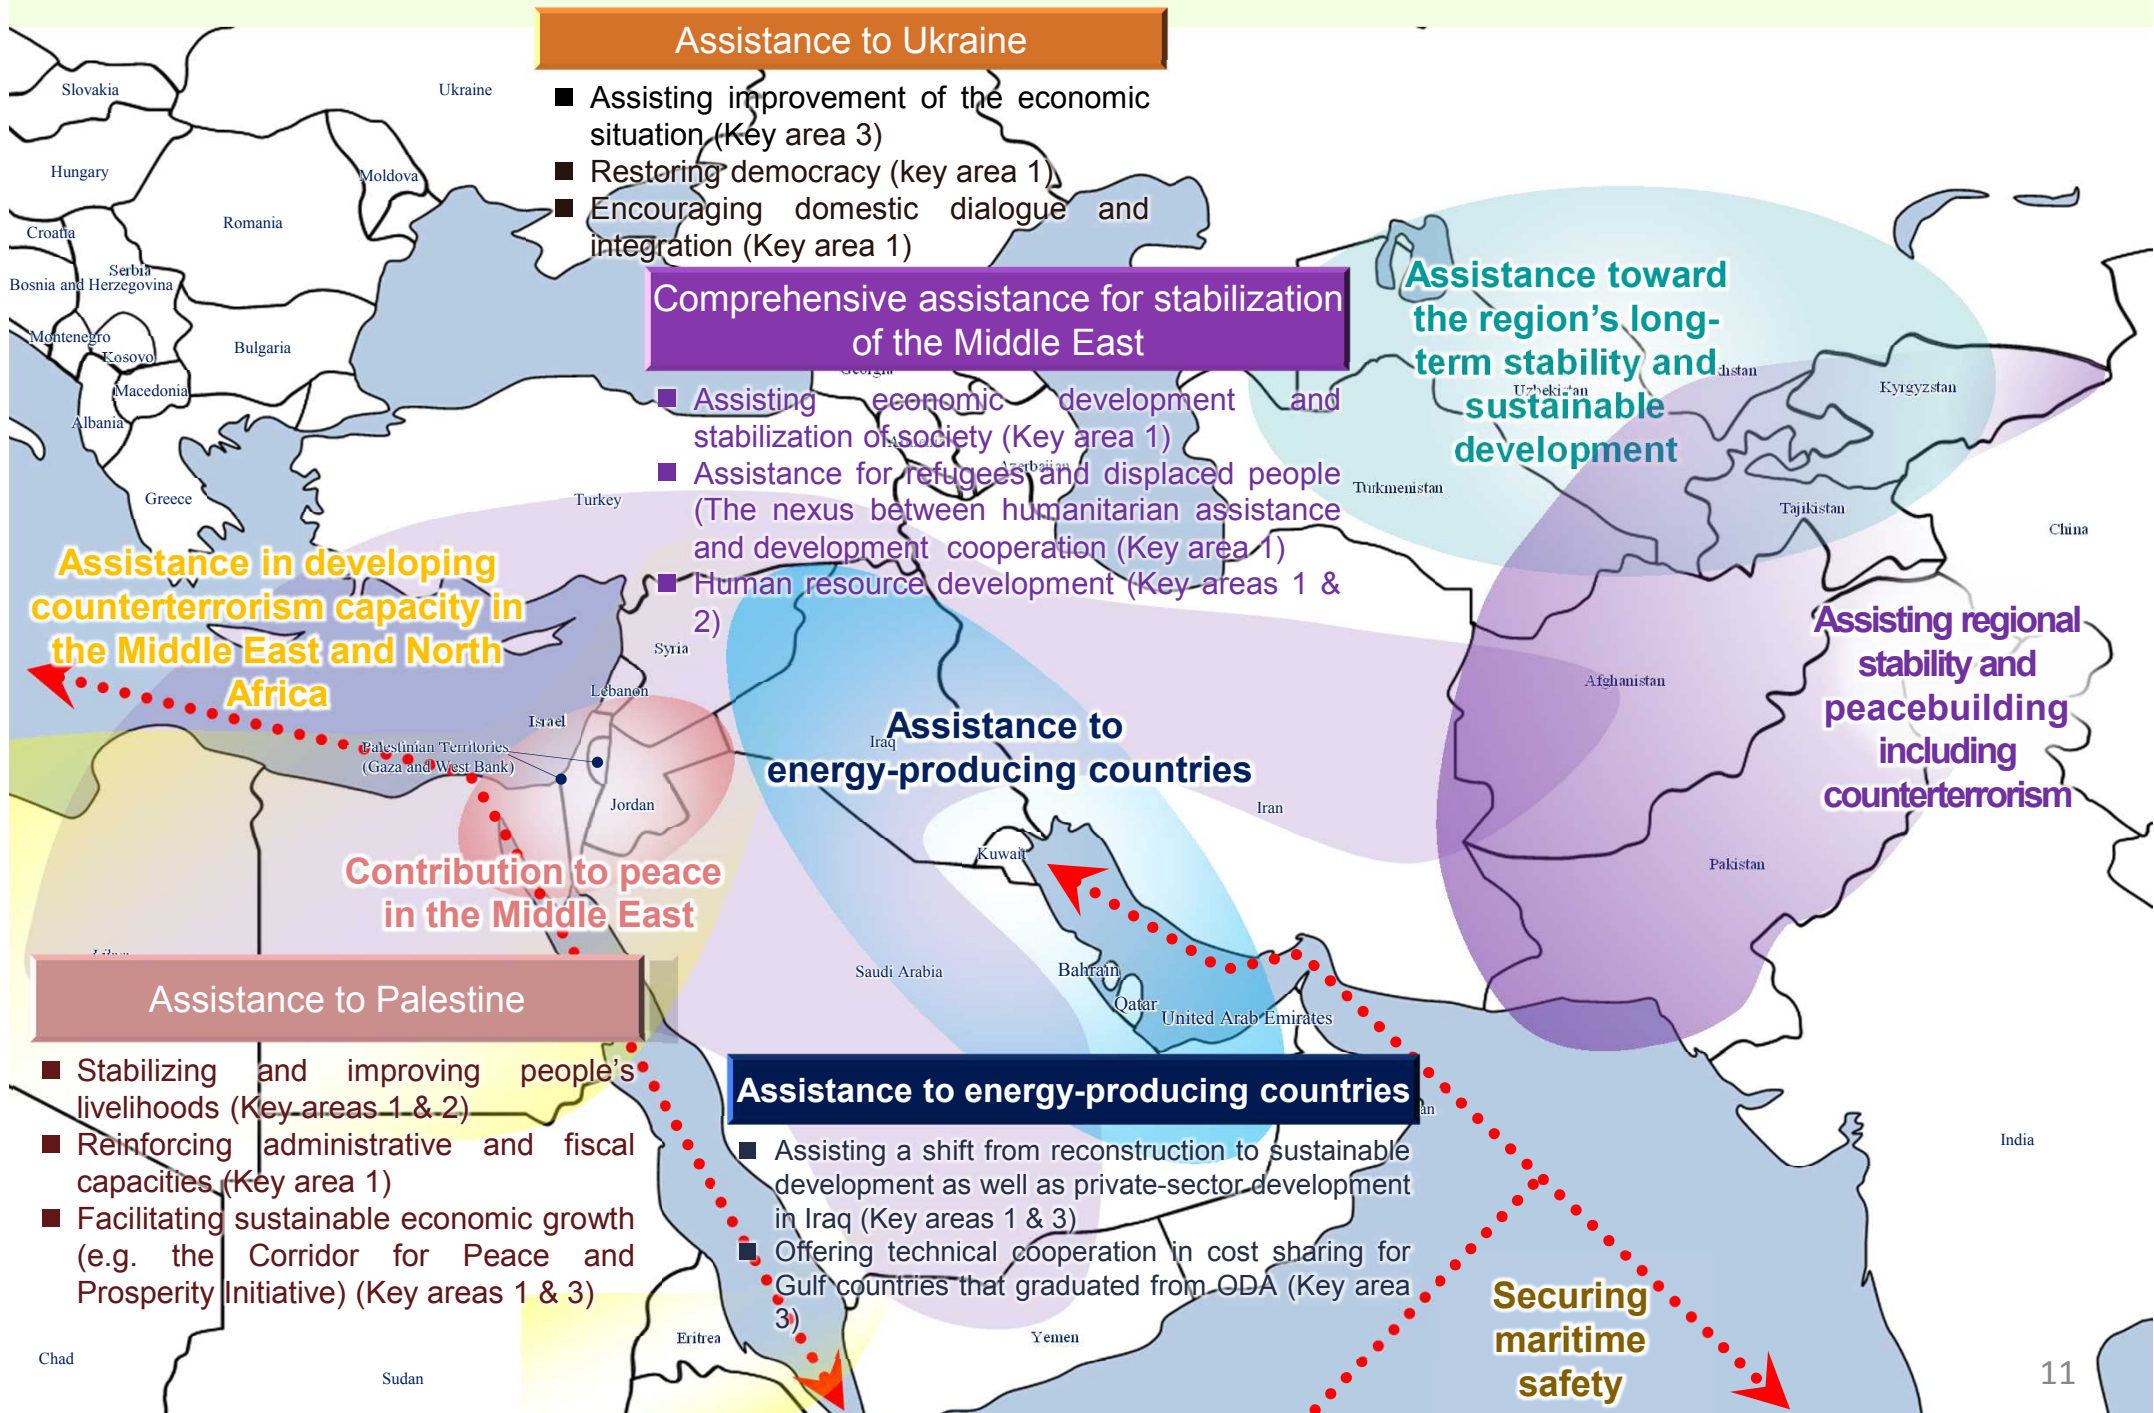 Assistance to Ukraine
■ Assisting improvement of the economic
situation (Key area 3)
■ Restoring democracy (key area 1)
■ Encouraging domestic dialogue and
integration (Key area 1)
Comprehensive assistance for stabilization
of the Middle East
■ Assisting economic development and
stabilization of society (Key area 1)
■ Assistance for refugees and displaced people
(The nexus between humanitarian assistance
and development cooperation (Key area 1)
■ Human resource development (Key areas 1 &
2)
Assistance toward
the region's long-
term stability and
sustainable
development
Assistance in developing
counterterrorism capacity in
the Middle East and North
Africa
Assisting regional
stability and
peacebuilding
including
counterterrorism
Assistance to
energy-producing countries
Contribution to peace
in the Middle East
Assistance to Palestine
■ Stabilizing and improving people's
livelihoods (Key areas 1 & 2)
■ Reinforcing administrative and fiscal
capacities (Key area 1)
■ Facilitating sustainable economic growth
(e.g. the Corridor for Peace and
Prosperity Initiative) (Key areas 1 & 3)
Assistance to energy-producing countries
■ Assisting a shift from reconstruction to sustainable
development as well as private-sector development
in Iraq (Key areas 1 & 3)
■ Offering technical cooperation in cost sharing for
Gulf countries that graduated from ODA (Key area
3)
Securing
maritime
safety
Slovakia
Ukraine
Hungary
Moldova
Romania
Croatia
Serbia
Bosnia and Herzegovina
Montenegro
Kosovo
Bulgaria
Macedonia
Albania
Greece
Turkey
Georgia
Azerbaijan
Uzbekistan
Kyrgyzstan
Turkmenistan
Tajikistan
China
Syria
Lebanon
Israel
Palestinian Territories
(Gaza and West Bank)
Jordan
Iraq
Iran
Afghanistan
Pakistan
Kuwait
Saudi Arabia
Bahrain
Qatar
United Arab Emirates
India
Eritrea
Yemen
Chad
Sudan
11